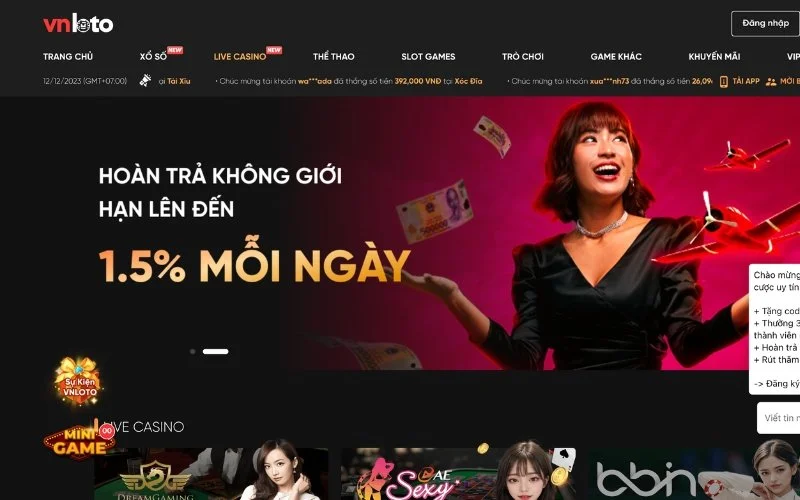 vnloto
Đăng nhập
TRANG CHỦ XỔ SỐ NEW LIVE CASINO NEW THỂ THAO SLOT GAMES TRÒ CHƠI GAME KHÁC KHUYẾN MÃI VIP
12/12/2023 (GMT+07:00) ại Tài Xỉu • Chúc mừng tài khoản wa***ada đã thắng số tiền 392,000 VNĐ tại Xóc Đĩa • Chúc mừng tài khoản xua***nh73 đã thắng số tiền 26,09 TẢI APP MỜI B
HOÀN TRẢ KHÔNG GIỚI
HẠN LÊN ĐẾN
1.5% MỖI NGÀY
Chào mừng
cược uy tín
+ Tặng cod
+ Thưởng 3
thành viên
+ Hoàn trả
+ Rút thăm
-> Đăng ký
Viết tin n
Sự Kiện
VNLOTO
MINI 00
GAME
LIVE CASINO
DREAMGAMING
AE
Sexy
bbin